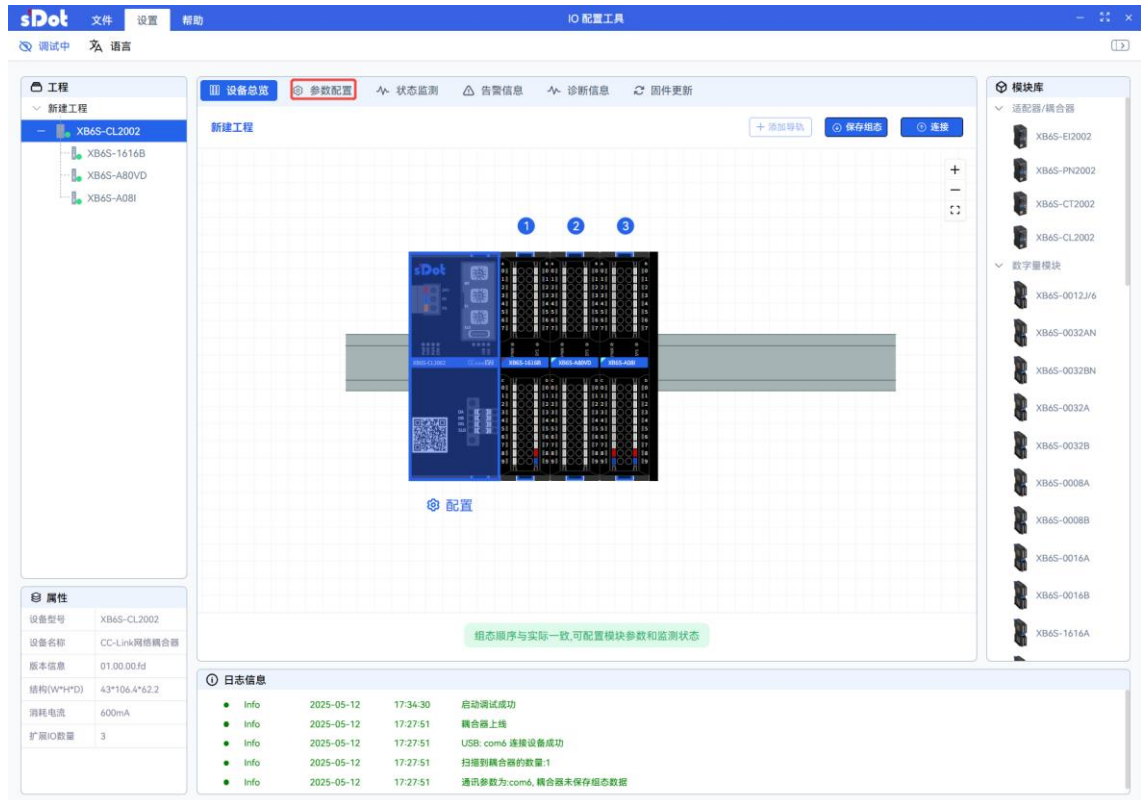 sDot 文件 设置 帮助 IO 配置工具
调试中 语言
工程
新建工程
XB6S-CL2002
XB6S-1616B
XB6S-A80VD
XB6S-A08I
设备总览 参数配置 状态监测 告警信息 诊断信息 固件更新
新建工程 + 添加导轨 保存组态 连接
1 2 3
sDot
XB6S-CL2002 XB6S-1616B XB6S-A80VD XB6S-A08I
配置
组态顺序与实际一致,可配置模块参数和监测状态
模块库
适配器/耦合器
XB6S-EI2002
XB6S-PN2002
XB6S-CT2002
XB6S-CL2002
数字量模块
XB6S-0012J/6
XB6S-0032AN
XB6S-0032BN
XB6S-0032A
XB6S-0032B
XB6S-0008A
XB6S-0008B
XB6S-0016A
XB6S-0016B
XB6S-1616A
属性
设备型号 XB6S-CL2002
设备名称 CC-Link网络耦合器
版本信息 01.00.00.fd
结构(W*H*D) 43*106.4*62.2
消耗电流 600mA
扩展IO数量 3
日志信息
Info 2025-05-12 17:34:30 启动调试成功
Info 2025-05-12 17:27:51 耦合器上线
Info 2025-05-12 17:27:51 USB: com6 连接设备成功
Info 2025-05-12 17:27:51 扫描到耦合器的数量:1
Info 2025-05-12 17:27:51 通讯参数为:com6, 耦合器未保存组态数据